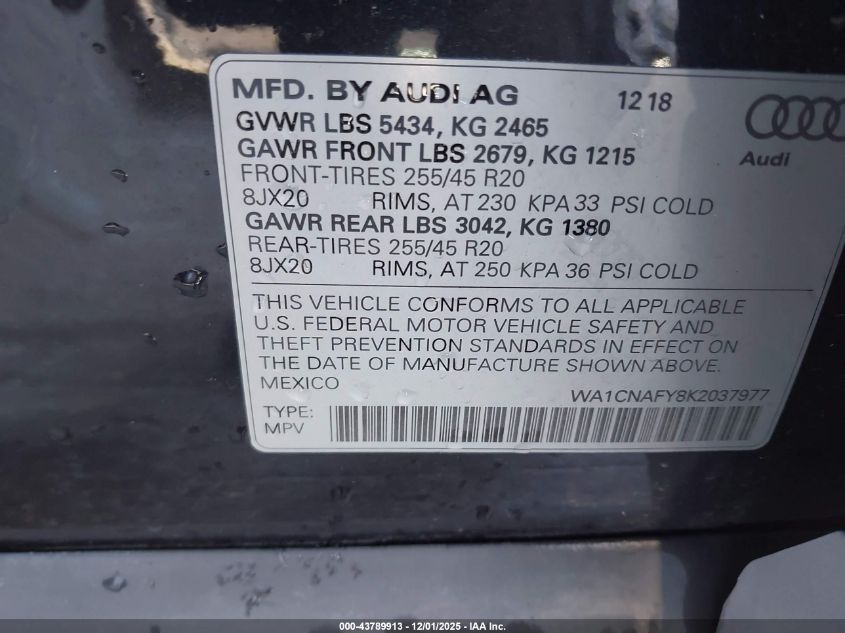 MFD. BY AUDI AG 12 18
GVWR LBS 5434, KG 2465
GAWR FRONT LBS 2679, KG 1215
FRONT-TIRES 255/45 R20
8JX20 RIMS, AT 230 KPA 33 PSI COLD
GAWR REAR LBS 3042, KG 1380
REAR-TIRES 255/45 R20
8JX20 RIMS, AT 250 KPA 36 PSI COLD
Audi
THIS VEHICLE CONFORMS TO ALL APPLICABLE
U.S. FEDERAL MOTOR VEHICLE SAFETY AND
THEFT PREVENTION STANDARDS IN EFFECT ON
THE DATE OF MANUFACTURE SHOWN ABOVE.
MEXICO
WA1CNAFY8K2037977
TYPE:
MPV
000-43789913 - 12/01/2025 - IAA Inc.